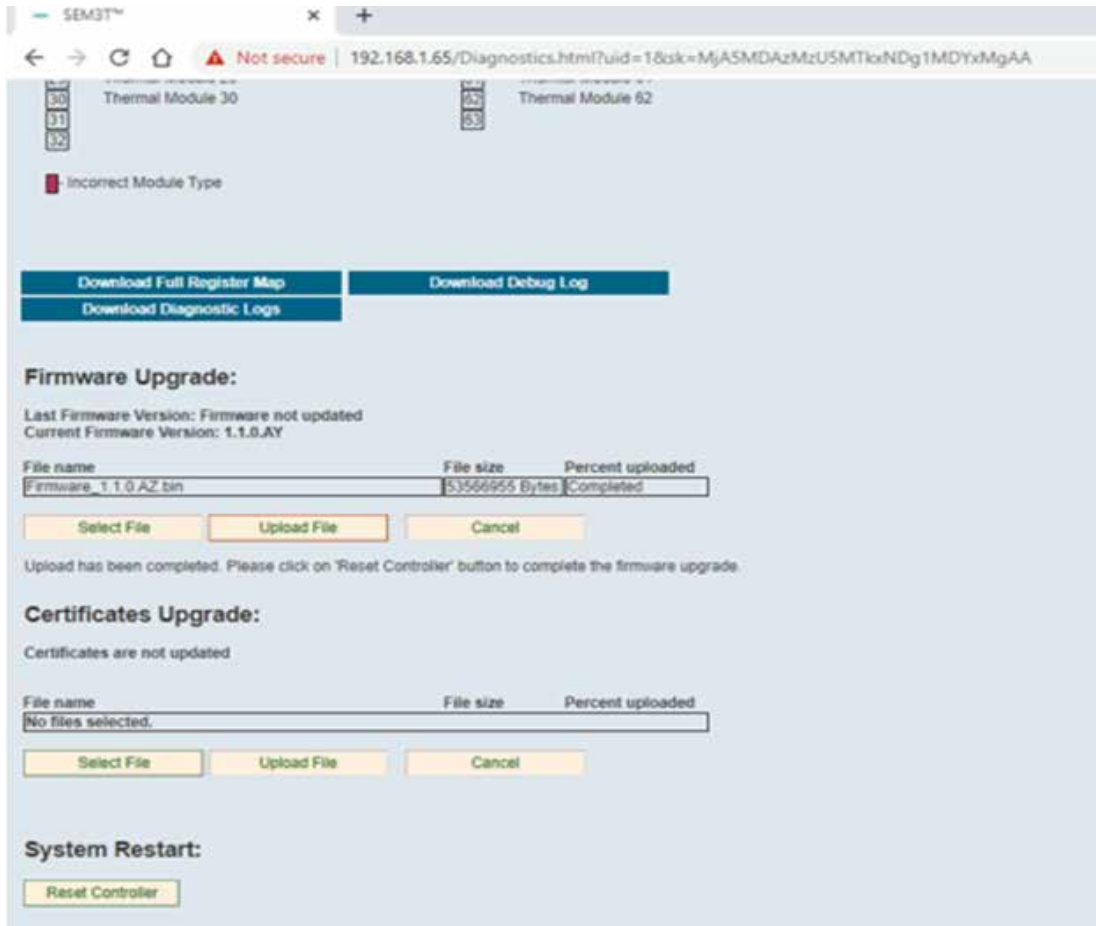 SEM3T™
Not secure 192.168.1.65/Diagnostics.html?uid=1&sk=MjA5MDAzMzU5MTkxNDg1MDYxMgAA
30 Thermal Module 30 62 Thermal Module 62
31 63
32
- Incorrect Module Type
Download Full Register Map Download Debug Log
Download Diagnostic Logs
Firmware Upgrade:
Last Firmware Version: Firmware not updated
Current Firmware Version: 1.1.0.AY
File name File size Percent uploaded
Firmware_1.1.0.AZ.bin 53566955 Bytes Completed
Select File Upload File Cancel
Upload has been completed. Please click on 'Reset Controller' button to complete the firmware upgrade.
Certificates Upgrade:
Certificates are not updated
File name File size Percent uploaded
No files selected.
Select File Upload File Cancel
System Restart:
Reset Controller